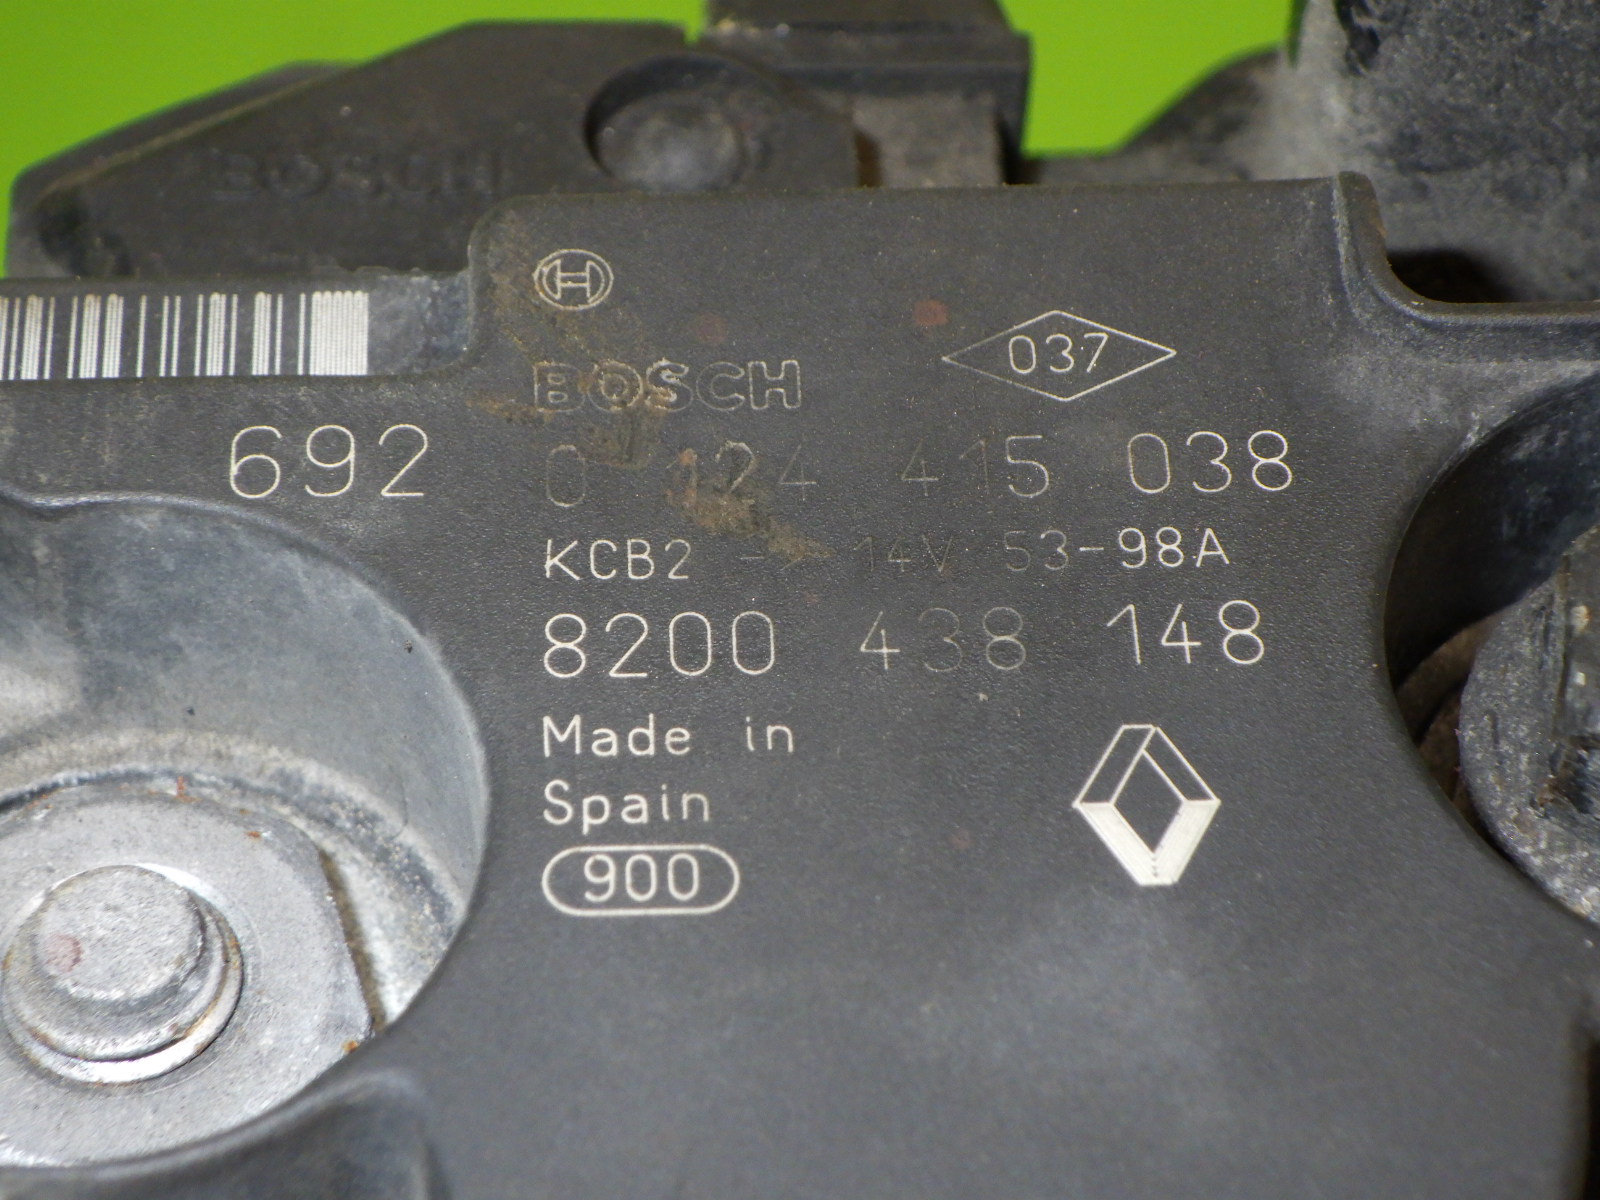 BOSCH
BOSCH
037
692 0 124 415 038
KCB2 -> 14V 53-98A
8200 438 148
Made in
Spain
900